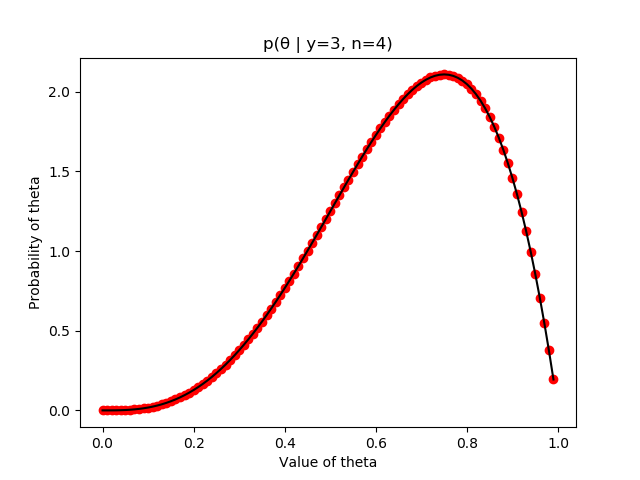 p(θ | y=3, n=4)
2.0
1.5
1.0
0.5
0.0
Probability of theta
0.0 0.2 0.4 0.6 0.8 1.0
Value of theta